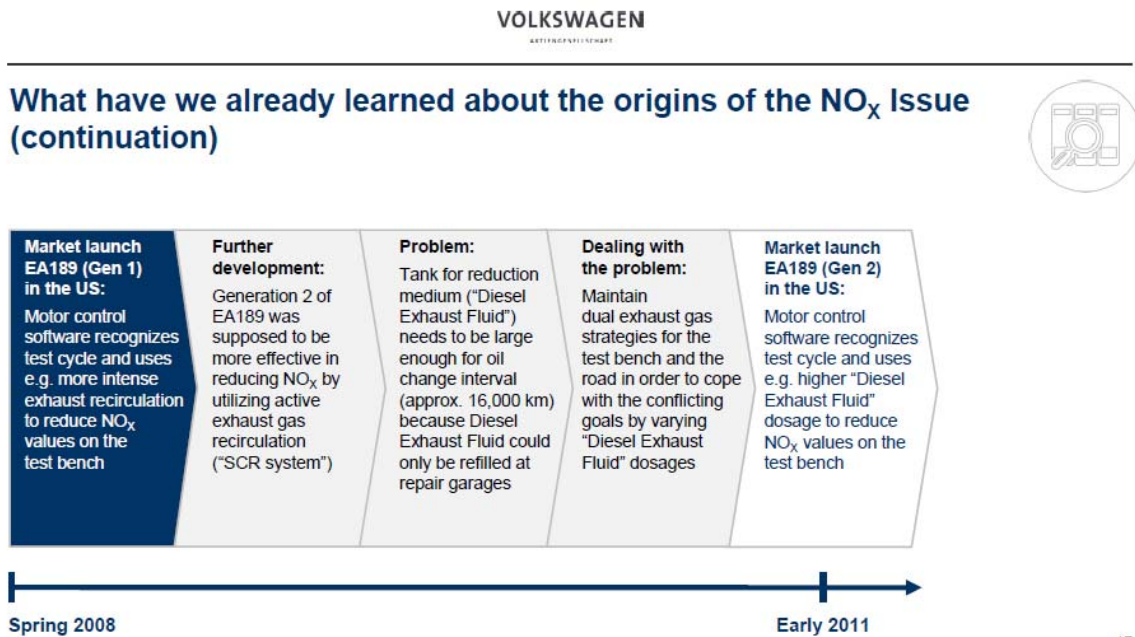 VOLKSWAGEN
AKTIENGESELLSCHAFT
What have we already learned about the origins of the NOX Issue
(continuation)
Market launch
EA189 (Gen 1)
in the US:
Motor control
software recognizes
test cycle and uses
e.g. more intense
exhaust recirculation
to reduce NOX
values on the
test bench
Further
development:
Generation 2 of
EA189 was
supposed to be
more effective in
reducing NOX by
utilizing active
exhaust gas
recirculation
(“SCR system”)
Problem:
Tank for reduction
medium (“Diesel
Exhaust Fluid”)
needs to be large
enough for oil
change interval
(approx. 16,000 km)
because Diesel
Exhaust Fluid could
only be refilled at
repair garages
Dealing with
the problem:
Maintain
dual exhaust gas
strategies for the
test bench and the
road in order to cope
with the conflicting
goals by varying
“Diesel Exhaust
Fluid” dosages
Market launch
EA189 (Gen 2)
in the US:
Motor control
software recognizes
test cycle and uses
e.g. higher “Diesel
Exhaust Fluid”
dosage to reduce
NOX values on the
test bench
Spring 2008
Early 2011